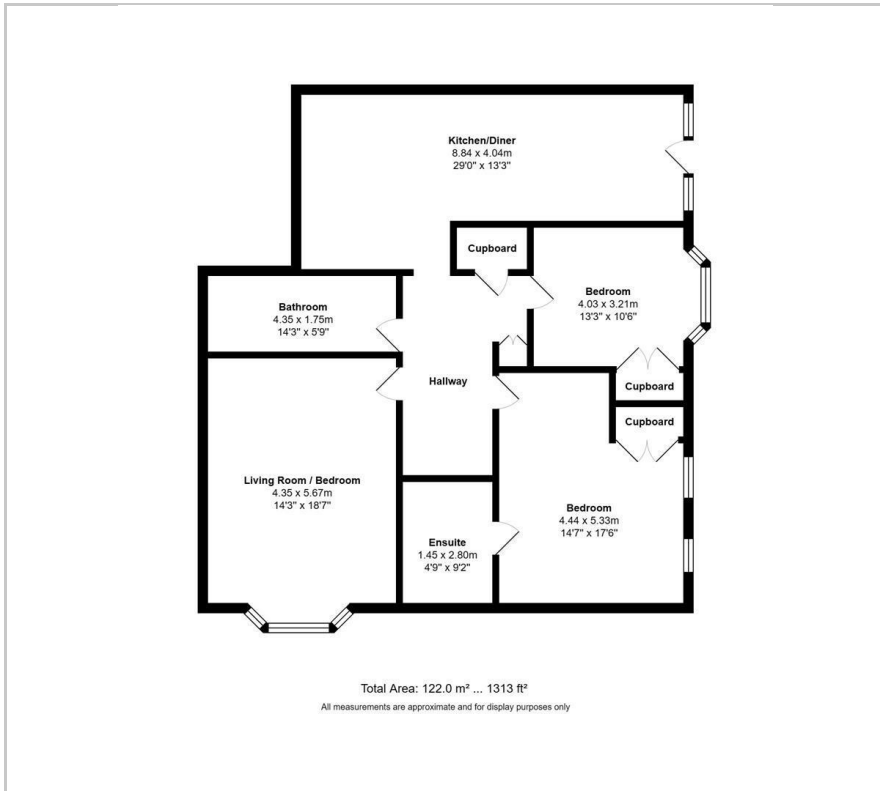 Kitchen/Diner
8.84 x 4.04m
29'0" x 13'3"
Cupboard
Bedroom
4.03 x 3.21m
13'3" x 10'6"
Bathroom
4.35 x 1.75m
14'3" x 5'9"
Hallway
Cupboard
Cupboard
Living Room / Bedroom
4.35 x 5.67m
14'3" x 18'7"
Bedroom
4.44 x 5.33m
14'7" x 17'6"
Ensuite
1.45 x 2.80m
4'9" x 9'2"
Total Area: 122.0 m² ... 1313 ft²
All measurements are approximate and for display purposes only